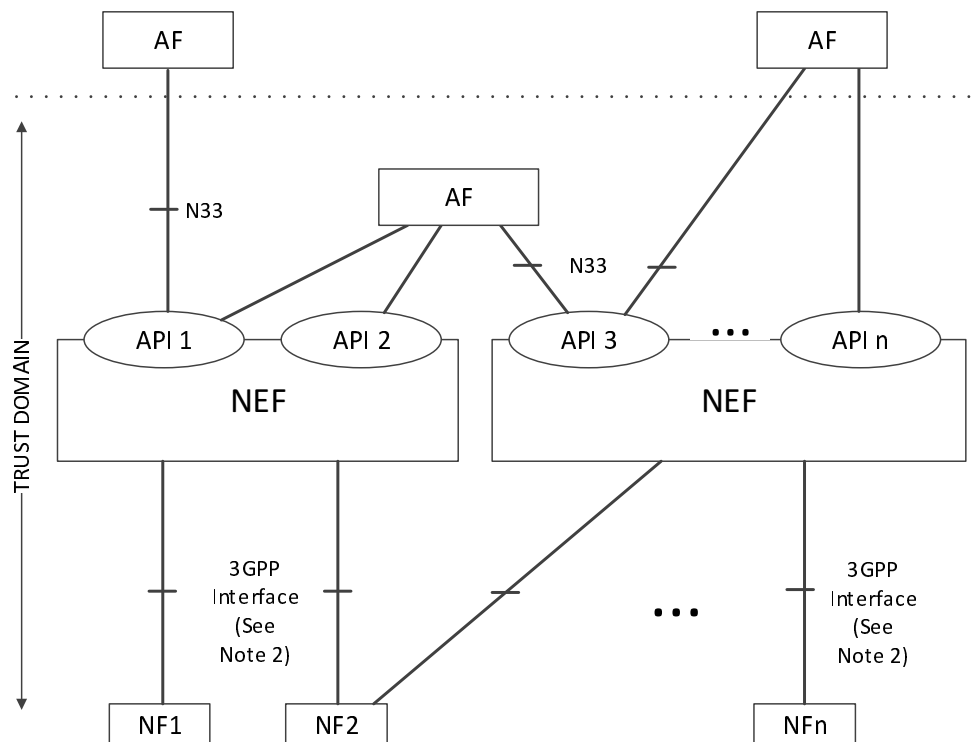 AF
AF
AF
N33
N33
API 1
API 2
API 3
...
API n
NEF
NEF
TRUST DOMAIN
3GPP
Interface
(See
Note 2)
...
3GPP
Interface
(See
Note 2)
NF1
NF2
NFn